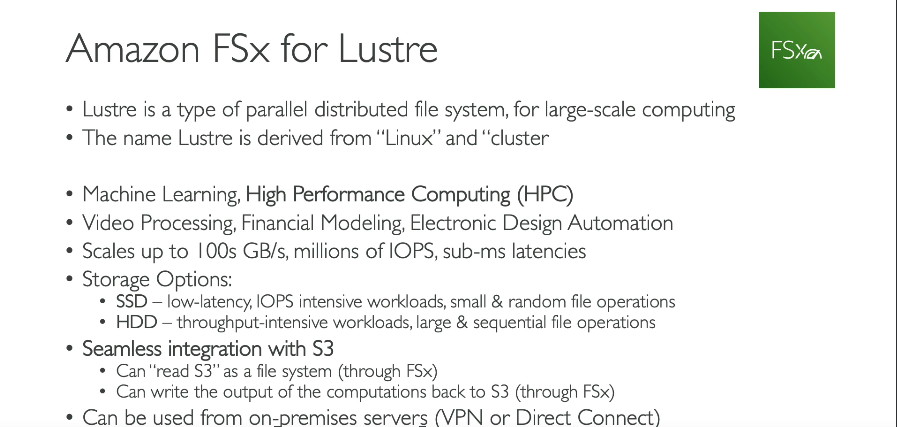 Amazon FSx for Lustre
FSx
• Lustre is a type of parallel distributed file system, for large-scale computing
• The name Lustre is derived from “Linux” and “cluster
• Machine Learning, High Performance Computing (HPC)
• Video Processing, Financial Modeling, Electronic Design Automation
• Scales up to 100s GB/s, millions of IOPS, sub-ms latencies
• Storage Options:
• SSD – low-latency, IOPS intensive workloads, small & random file operations
• HDD – throughput-intensive workloads, large & sequential file operations
• Seamless integration with S3
• Can “read S3” as a file system (through FSx)
• Can write the output of the computations back to S3 (through FSx)
• Can be used from on-premises servers (VPN or Direct Connect)